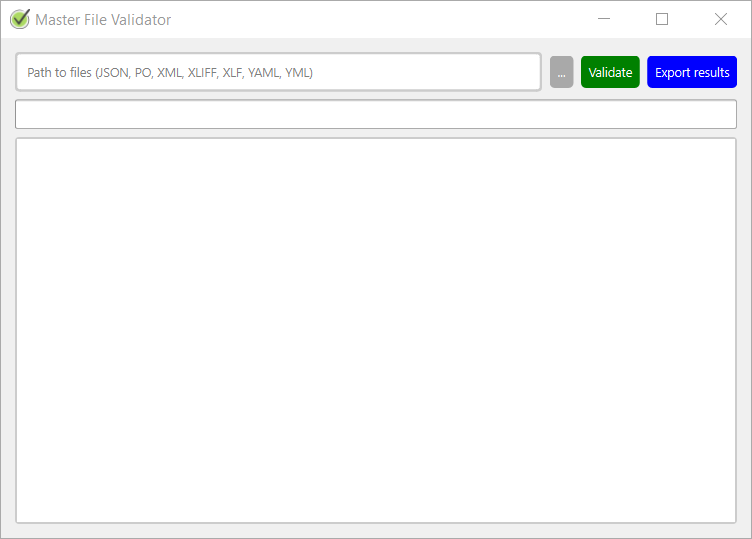 Master File Validator
Path to files (JSON, PO, XML, XLIFF, XLF, YAML, YML)
...
Validate
Export results